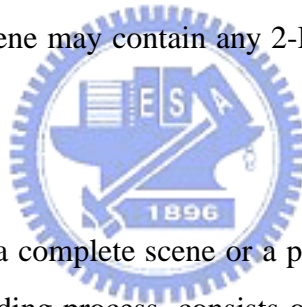 ene may contain any 2-
E S A
1896
a complete scene or a p
ding process, consists o